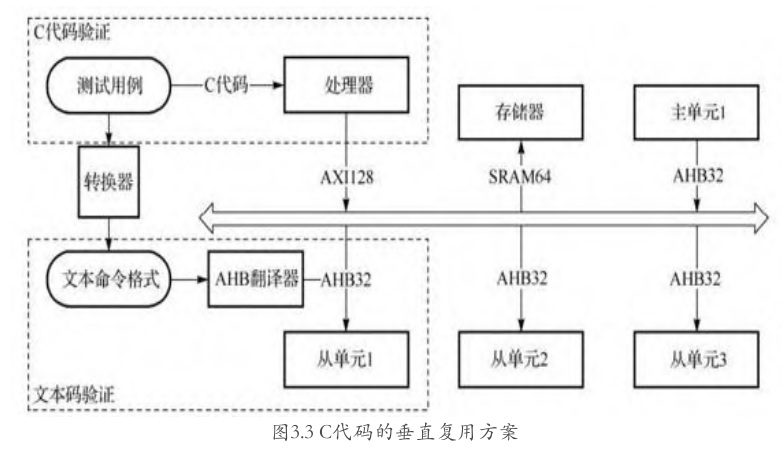 C代码验证
测试用例
C代码
处理器
存储器
主单元1
转换器
AXI128
SRAM64
AHB32
文本命令格式
AHB翻译器
AHB32
AHB32
AHB32
从单元1
从单元2
从单元3
文本码验证
图3.3 C代码的垂直复用方案